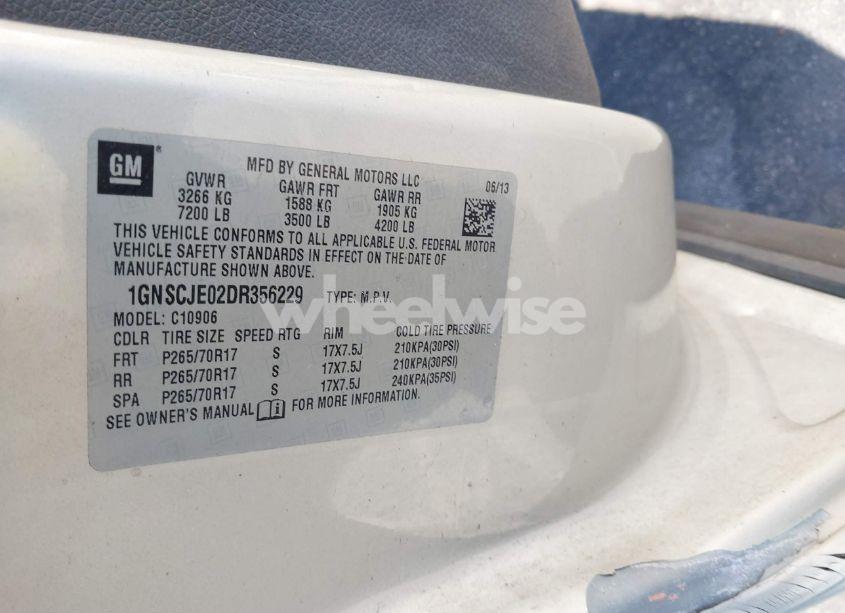 GM ®
MFD BY GENERAL MOTORS LLC
06/13
GVWR GAWR FRT GAWR RR
3266 KG 1588 KG 1905 KG
7200 LB 3500 LB 4200 LB
THIS VEHICLE CONFORMS TO ALL APPLICABLE U.S. FEDERAL MOTOR
VEHICLE SAFETY STANDARDS IN EFFECT ON THE DATE OF
MANUFACTURE SHOWN ABOVE.
1GNSCJE02DR356229 TYPE: M.P.V.
wheelwise
MODEL: C10906
CDLR TIRE SIZE SPEED RTG RIM COLD TIRE PRESSURE
FRT P265/70R17 S 17X7.5J 210KPA(30PSI)
RR P265/70R17 S 17X7.5J 210KPA(30PSI)
SPA P265/70R17 S 17X7.5J 240KPA(35PSI)
SEE OWNER'S MANUAL i FOR MORE INFORMATION.